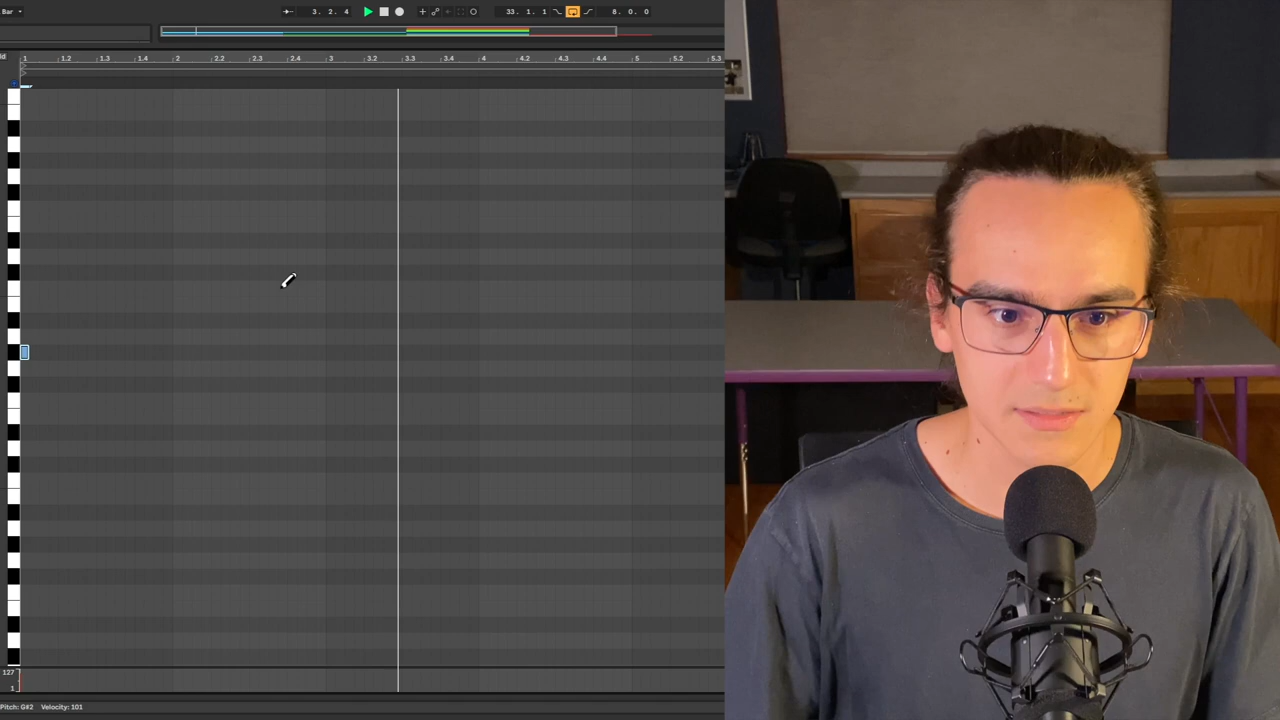 Bar
3. 2. 4
33. 1. 1
8. 0. 0
1 1.2 1.3 1.4 2 2.2 2.3 2.4 3 3.2 3.3 3.4 4 4.2 4.3 4.4 5 5.2 5.3
127
1
Pitch: G#2 Velocity: 101